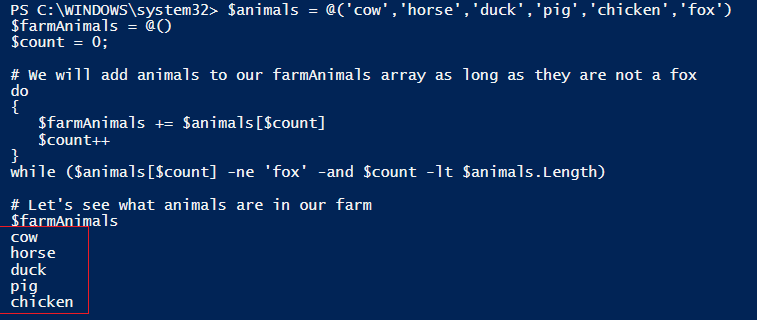 PS C:\WINDOWS\system32> $animals = @('cow','horse','duck','pig','chicken','fox')
$farmAnimals = @()
$count = 0;
# We will add animals to our farmAnimals array as long as they are not a fox
do
{
$farmAnimals += $animals[$count]
$count++
}
while ($animals[$count] -ne 'fox' -and $count -lt $animals.Length)
# Let's see what animals are in our farm
$farmAnimals
cow
horse
duck
pig
chicken